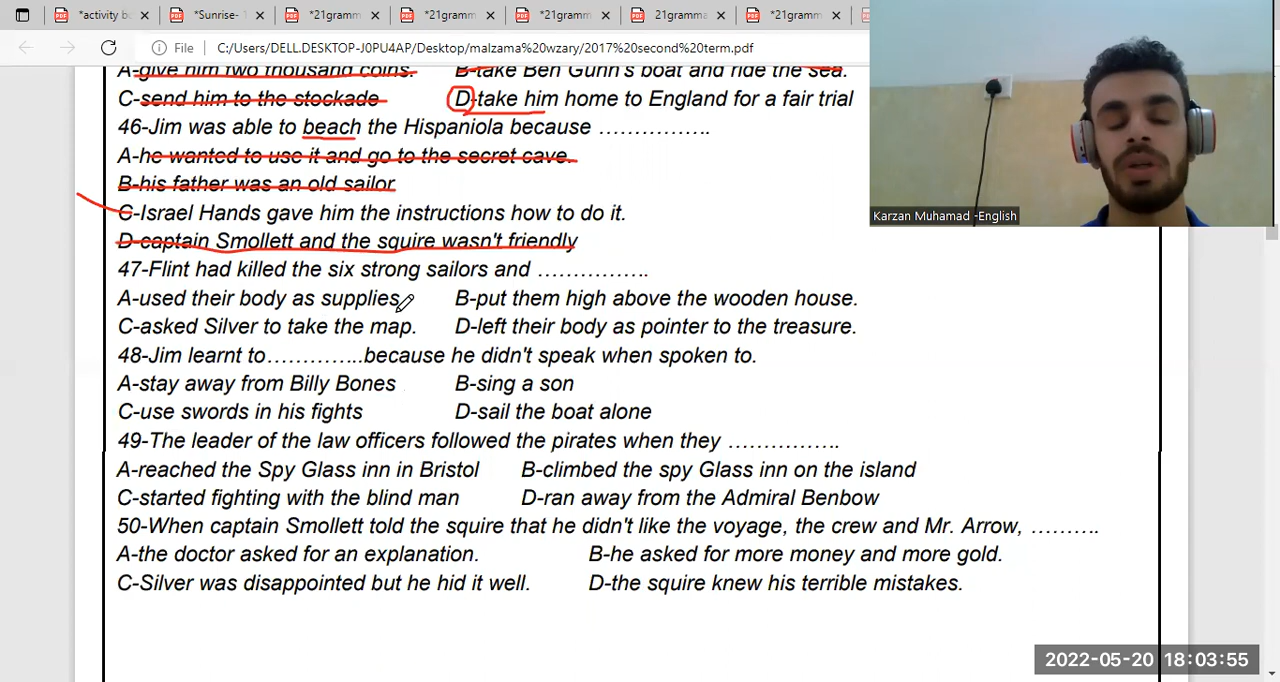 *activity b
*Sunrise-
*21gramm
*21gramm
*21gramm
21gramma
*21gramm
File C:/Users/DELL.DESKTOP-J0PU4AP/Desktop/malzama%20wzary/2017%20second%20term.pdf
A-give him two thousand coins. B-take Ben Gunn's boat and ride the sea.
C-send him to the stockade D-take him home to England for a fair trial
46-Jim was able to beach the Hispaniola because …………….
A-he wanted to use it and go to the secret cave.
B-his father was an old sailor
C-Israel Hands gave him the instructions how to do it.
D-captain Smollett and the squire wasn't friendly
47-Flint had killed the six strong sailors and …………….
A-used their body as supplies B-put them high above the wooden house.
C-asked Silver to take the map. D-left their body as pointer to the treasure.
48-Jim learnt to…………..because he didn't speak when spoken to.
A-stay away from Billy Bones B-sing a son
C-use swords in his fights D-sail the boat alone
49-The leader of the law officers followed the pirates when they …………….
A-reached the Spy Glass inn in Bristol B-climbed the spy Glass inn on the island
C-started fighting with the blind man D-ran away from the Admiral Benbow
50-When captain Smollett told the squire that he didn't like the voyage, the crew and Mr. Arrow, ……….
A-the doctor asked for an explanation. B-he asked for more money and more gold.
C-Silver was disappointed but he hid it well. D-the squire knew his terrible mistakes.
Karzan Muhamad -English
2022-05-20 18:03:55